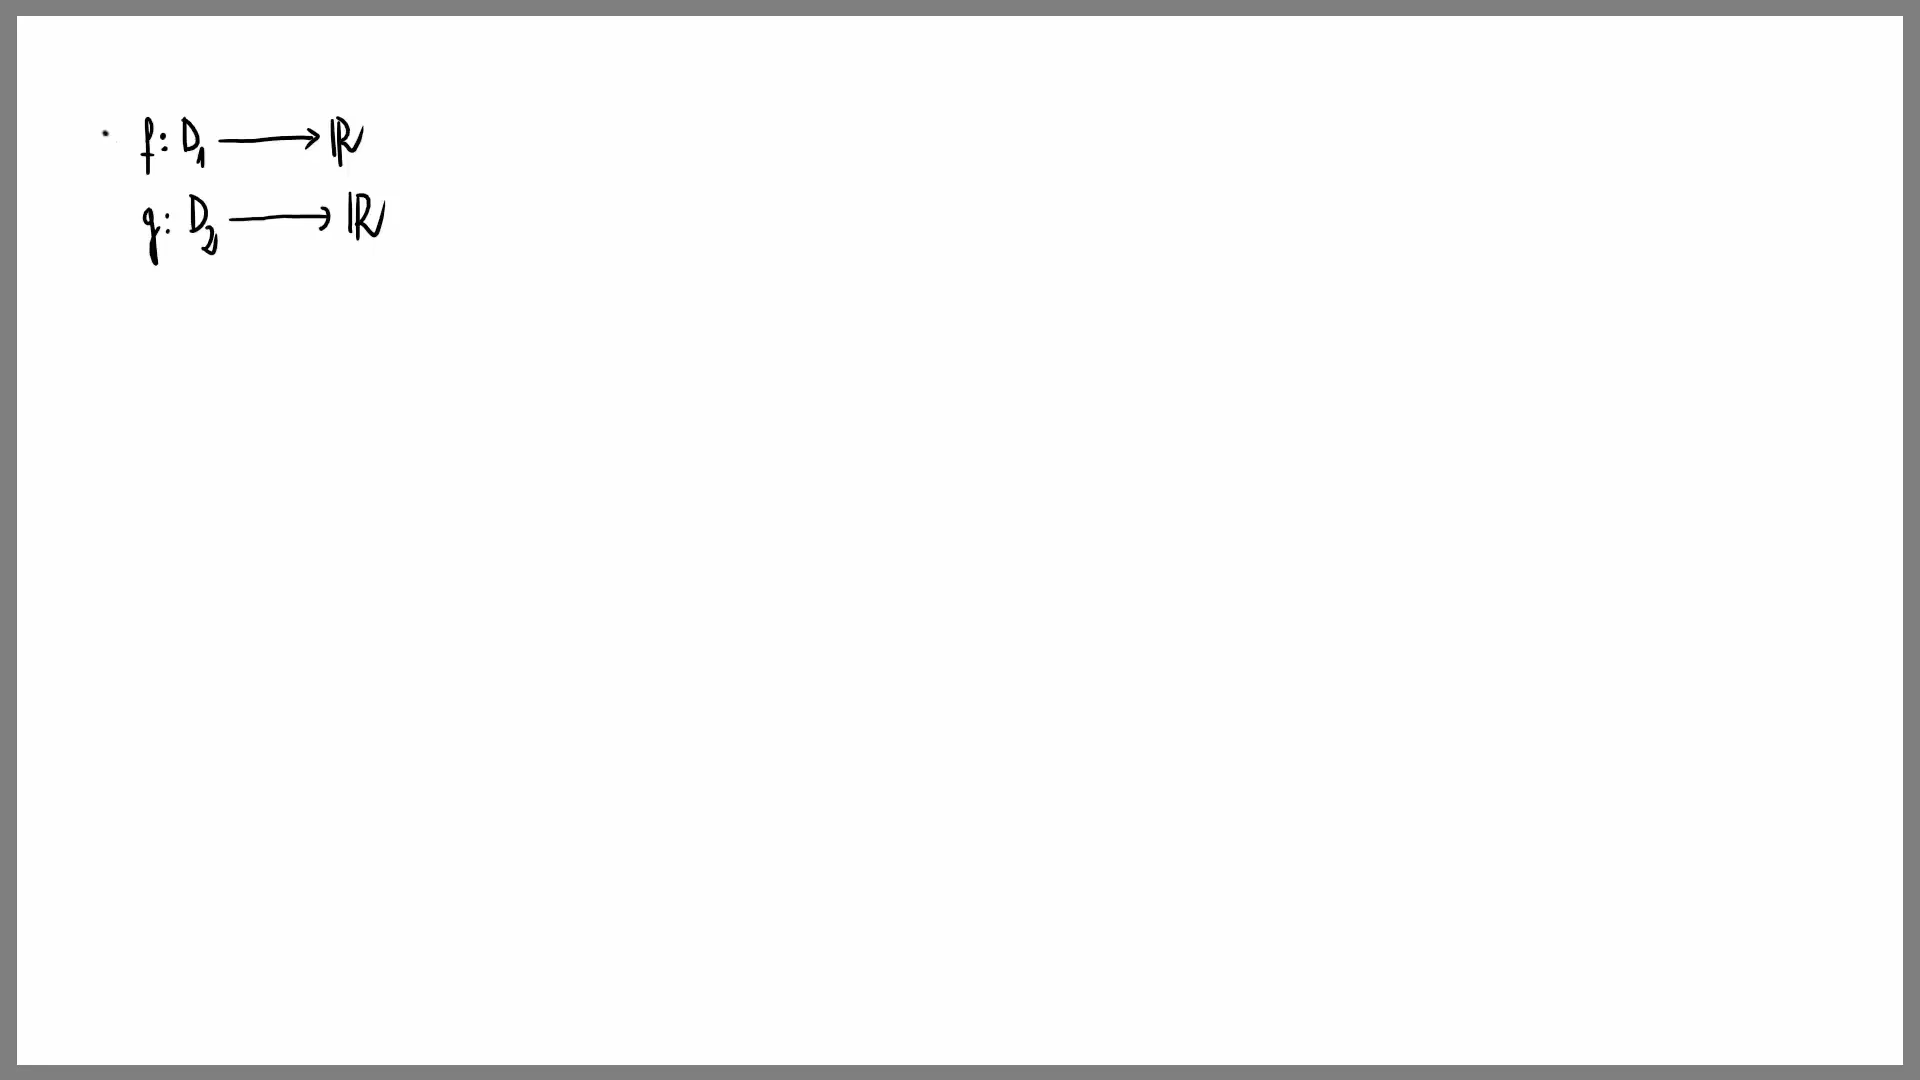 f: D₁ ⟶ ℝ
g: D₂ ⟶ ℝ